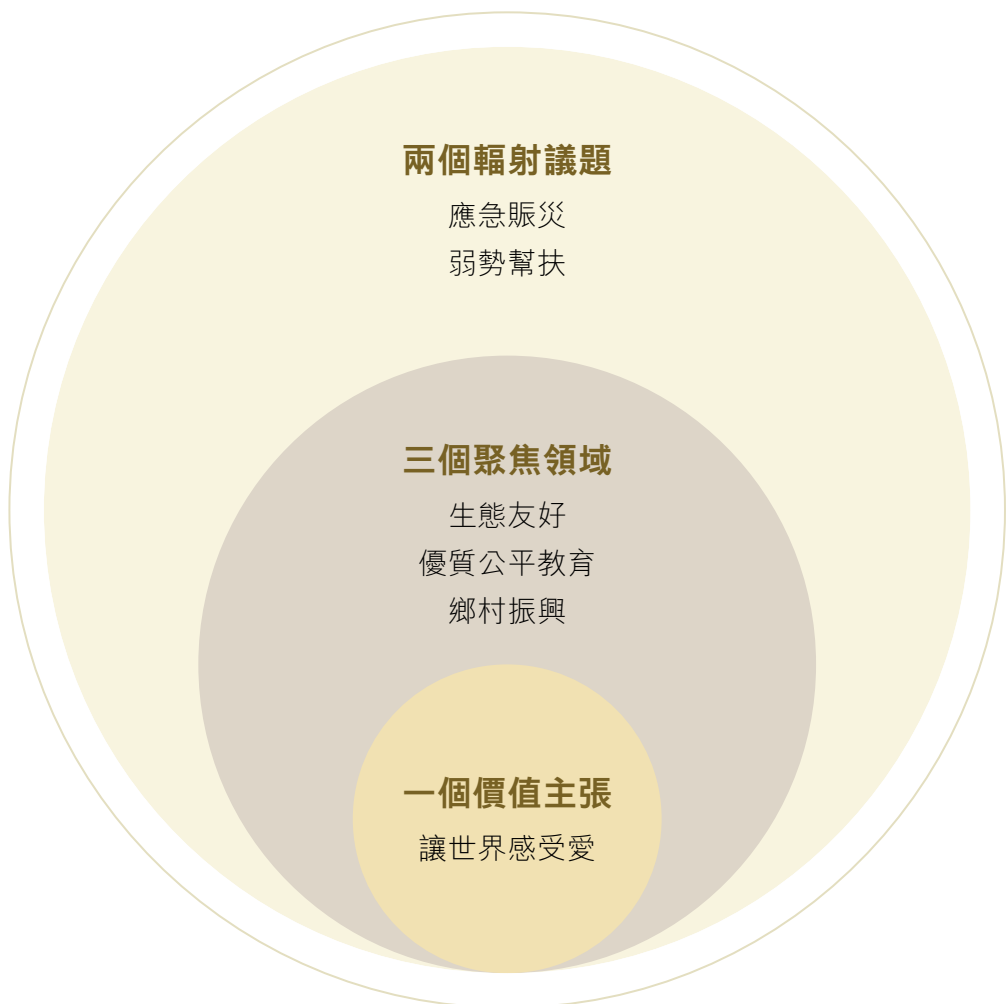 兩個輻射議題
應急賑災
弱勢幫扶
三個聚焦領域
生態友好
優質公平教育
鄉村振興
一個價值主張
讓世界感受愛